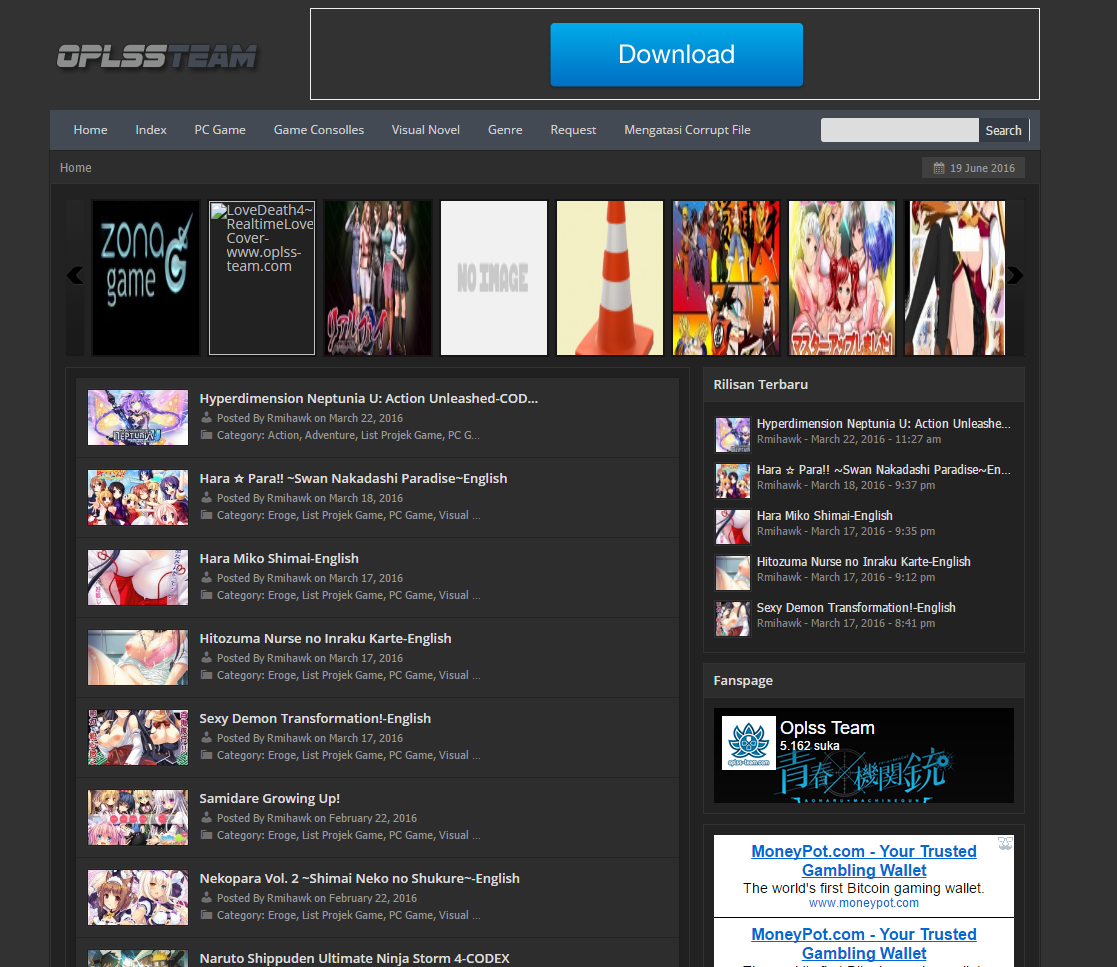 OPLSSTEAM
Download
Home Index PC Game Game Consolles Visual Novel Genre Request Mengatasi Corrupt File Search
Home 19 June 2016
zona game
LoveDeath4~
RealtimeLove
Cover-
www.oplss-
team.com
NO IMAGE
マスターアップしました!
Hyperdimension Neptunia U: Action Unleashed-COD...
Posted By Rmihawk on March 22, 2016
Category: Action, Adventure, List Projek Game, PC G...
Hara ☆ Para!! ~Swan Nakadashi Paradise~English
Posted By Rmihawk on March 18, 2016
Category: Eroge, List Projek Game, PC Game, Visual ...
Hara Miko Shimai-English
Posted By Rmihawk on March 17, 2016
Category: Eroge, List Projek Game, PC Game, Visual ...
Hitozuma Nurse no Inraku Karte-English
Posted By Rmihawk on March 17, 2016
Category: Eroge, List Projek Game, PC Game, Visual ...
Sexy Demon Transformation!-English
Posted By Rmihawk on March 17, 2016
Category: Eroge, List Projek Game, PC Game, Visual ...
Samidare Growing Up!
Posted By Rmihawk on February 22, 2016
Category: Eroge, List Projek Game, PC Game, Visual ...
Nekopara Vol. 2 ~Shimai Neko no Shukure~-English
Posted By Rmihawk on February 22, 2016
Category: Eroge, List Projek Game, PC Game, Visual ...
Naruto Shippuden Ultimate Ninja Storm 4-CODEX
Rilisan Terbaru
Hyperdimension Neptunia U: Action Unleashe...
Rmihawk - March 22, 2016 - 11:27 am
Hara ☆ Para!! ~Swan Nakadashi Paradise~En...
Rmihawk - March 18, 2016 - 9:37 pm
Hara Miko Shimai-English
Rmihawk - March 17, 2016 - 9:35 pm
Hitozuma Nurse no Inraku Karte-English
Rmihawk - March 17, 2016 - 9:12 pm
Sexy Demon Transformation!-English
Rmihawk - March 17, 2016 - 8:41 pm
Fanspage
Oplss Team
5.162 suka
oplss-team.com
青春×機関銃
AOHARU×MACHINEGUN
MoneyPot.com - Your Trusted
Gambling Wallet
The world's first Bitcoin gaming wallet.
www.moneypot.com
MoneyPot.com - Your Trusted
Gambling Wallet